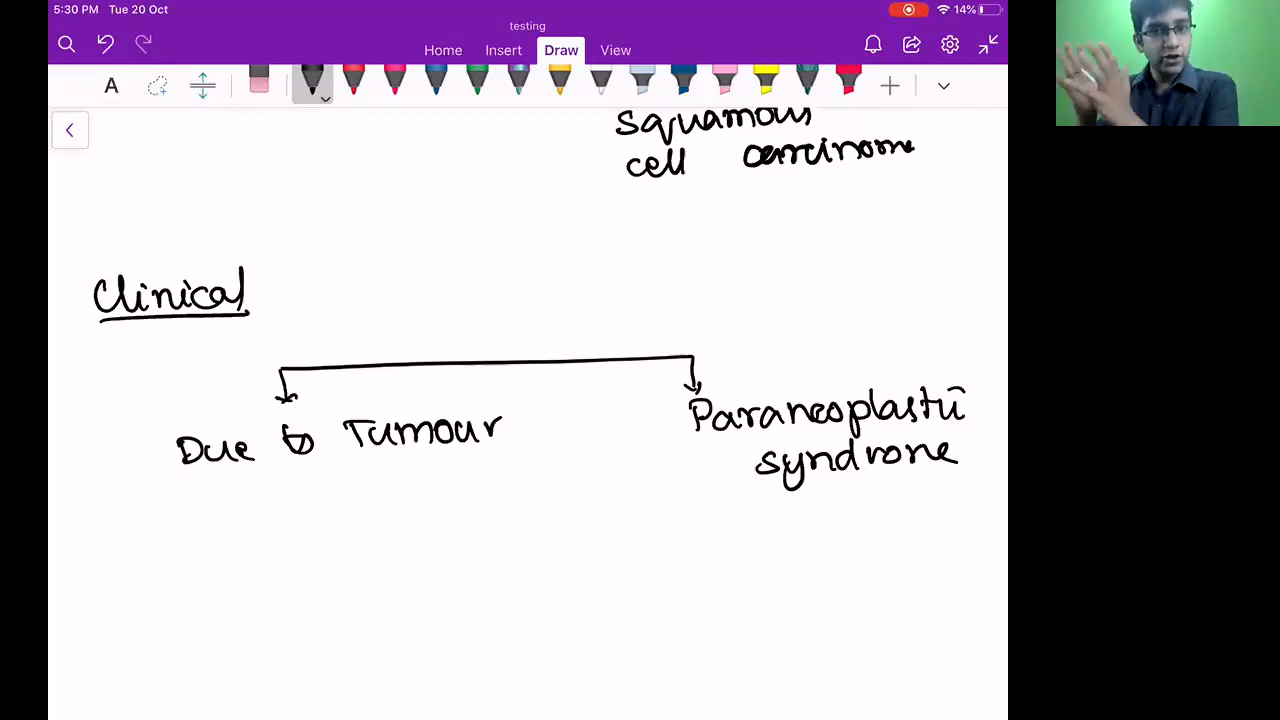 5:30 PM Tue 20 Oct
14%
testing
Home Insert Draw View
A
Squamous
cell carcinoma
Clinical
Due to Tumour
Paraneoplastic
syndrone